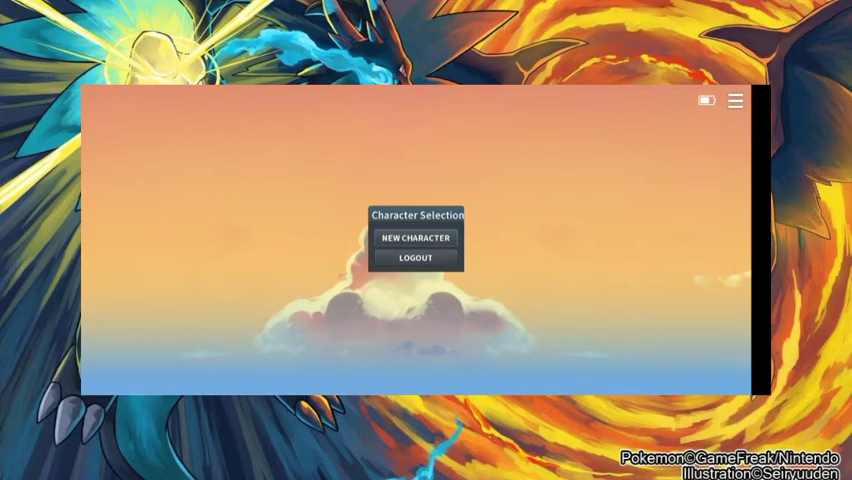 Character Selection
NEW CHARACTER
LOGOUT
Pokemon©GameFreak/Nintendo
Illustration©Seiryuuden